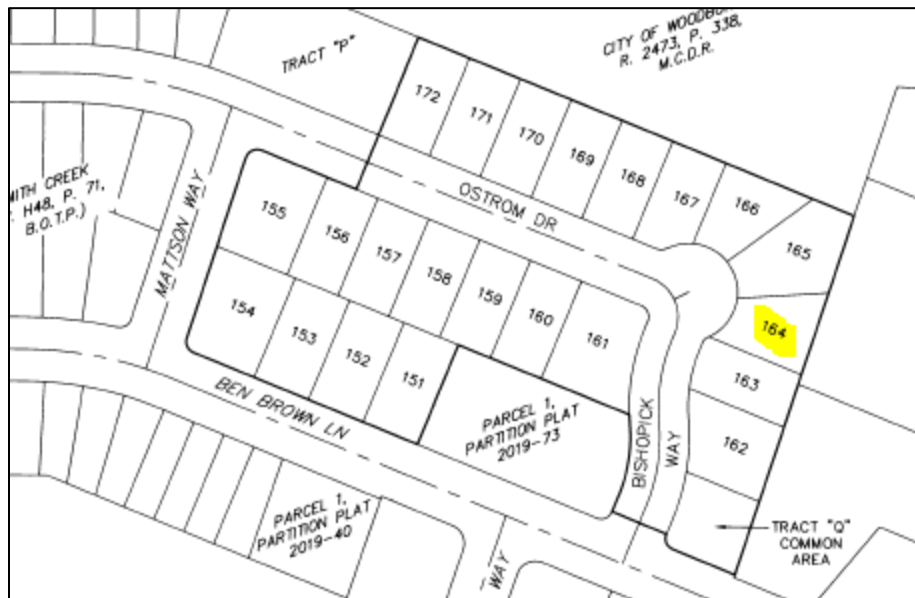 CITY OF
R. 2473, P. 338,
M.C.D.R.
TRACT "P"
172
171
170
169
168
167
166
165
164
163
162
OSTROM DR
MITH CREEK
H48, P. 71,
B.O.T.P.)
MATTSON WAY
155
156
157
158
159
160
161
154
153
152
151
BEN BROWN LN
PARCEL 1,
PARTITION PLAT
2019-73
BISHOPICK
WAY
PARCEL 1,
PARTITION PLAT
2019-40
WAY
TRACT "Q"
COMMON
AREA